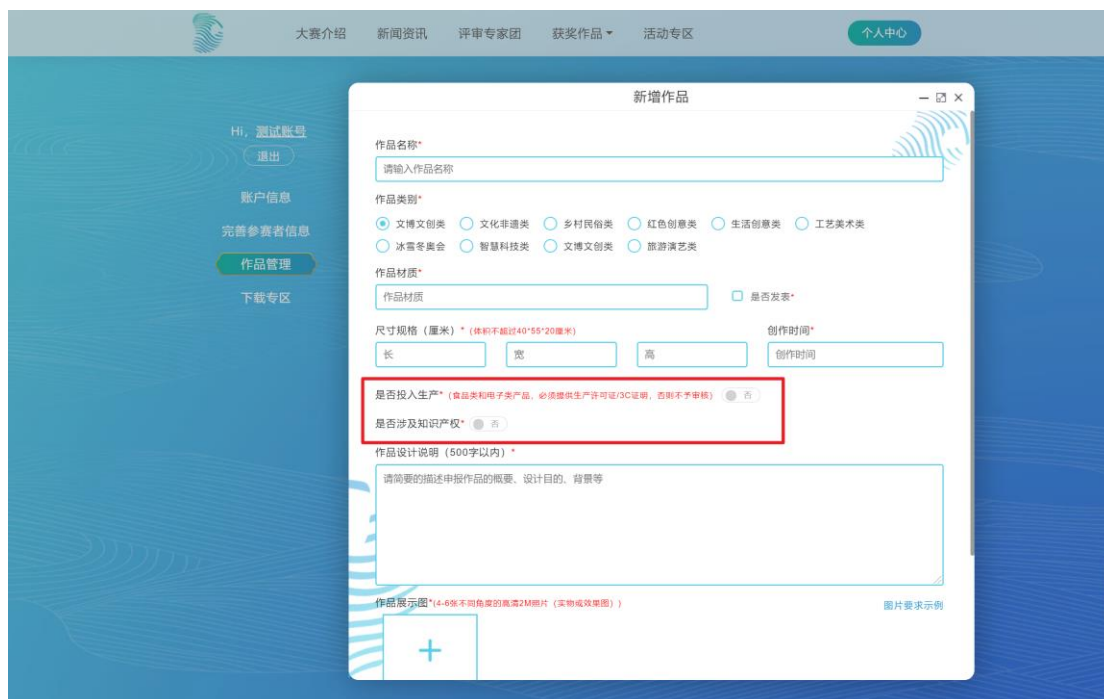 大赛介绍 新闻资讯 评审专家团 获奖作品 活动专区 个人中心
新增作品
Hi, 测试账号
退出
账户信息
完善参赛者信息
作品管理
下载专区
作品名称*
请输入作品名称
作品类别*
文博文创类 文化非遗类 乡村民俗类 红色创意类 生活创意类 工艺美术类
冰雪冬奥会 智慧科技类 文博文创类 旅游演艺类
作品材质*
作品材质 是否发表*
尺寸规格（厘米）*（体积不超过40*55*20厘米） 创作时间*
长 宽 高 创作时间
是否投入生产*（食品类和电子类产品，必须提供生产许可证/3C证明，否则不予审核） 否
是否涉及知识产权* 否
作品设计说明（500字以内）*
请简要的描述申报作品的概要、设计目的、背景等
作品展示图*(4-6张不同角度的高清2M照片（实物或效果图）) 图片要求示例